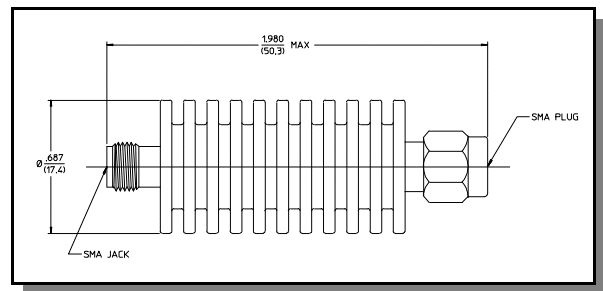 1.980
(50,3) MAX
SMA PLUG
Ø .687
(17,4)
SMA JACK